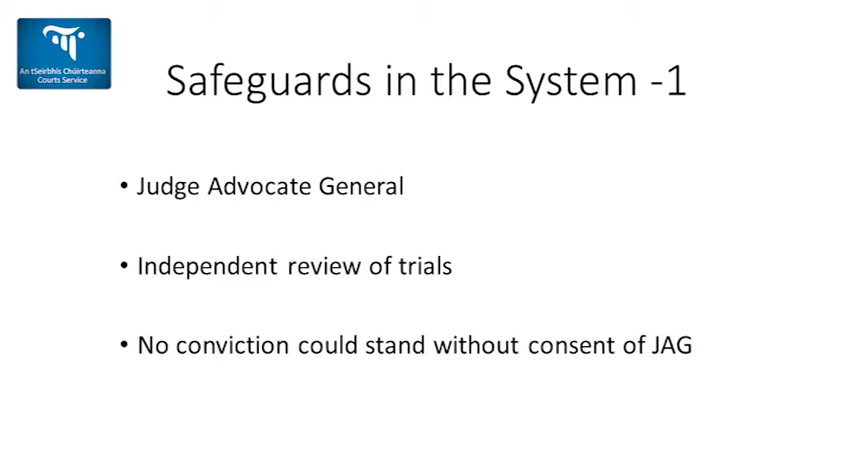 An tSeirbhís Chúirteanna
Courts Service
Safeguards in the System -1
• Judge Advocate General
• Independent review of trials
• No conviction could stand without consent of JAG